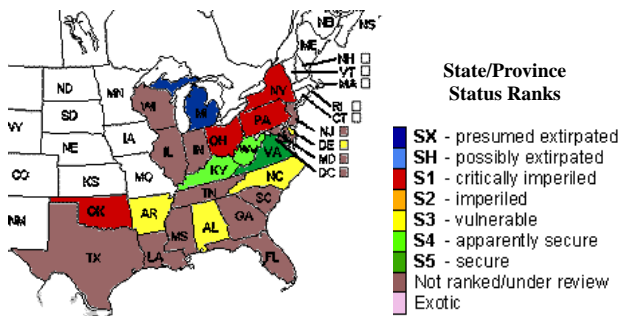 NB
NS
ME
NH
VT
MA
ND
MN
WI
MI
NY
RI
CT
SD
WY
IA
PA
NJ
DE
MD
DC
NE
IL
IN
OH
WV
VA
CO
KS
MO
KY
NC
TN
OK
AR
SC
NM
MS
AL
GA
TX
LA
FL
State/Province
Status Ranks
SX - presumed extirpated
SH - possibly extirpated
S1 - critically imperiled
S2 - imperiled
S3 - vulnerable
S4 - apparently secure
S5 - secure
Not ranked/under review
Exotic